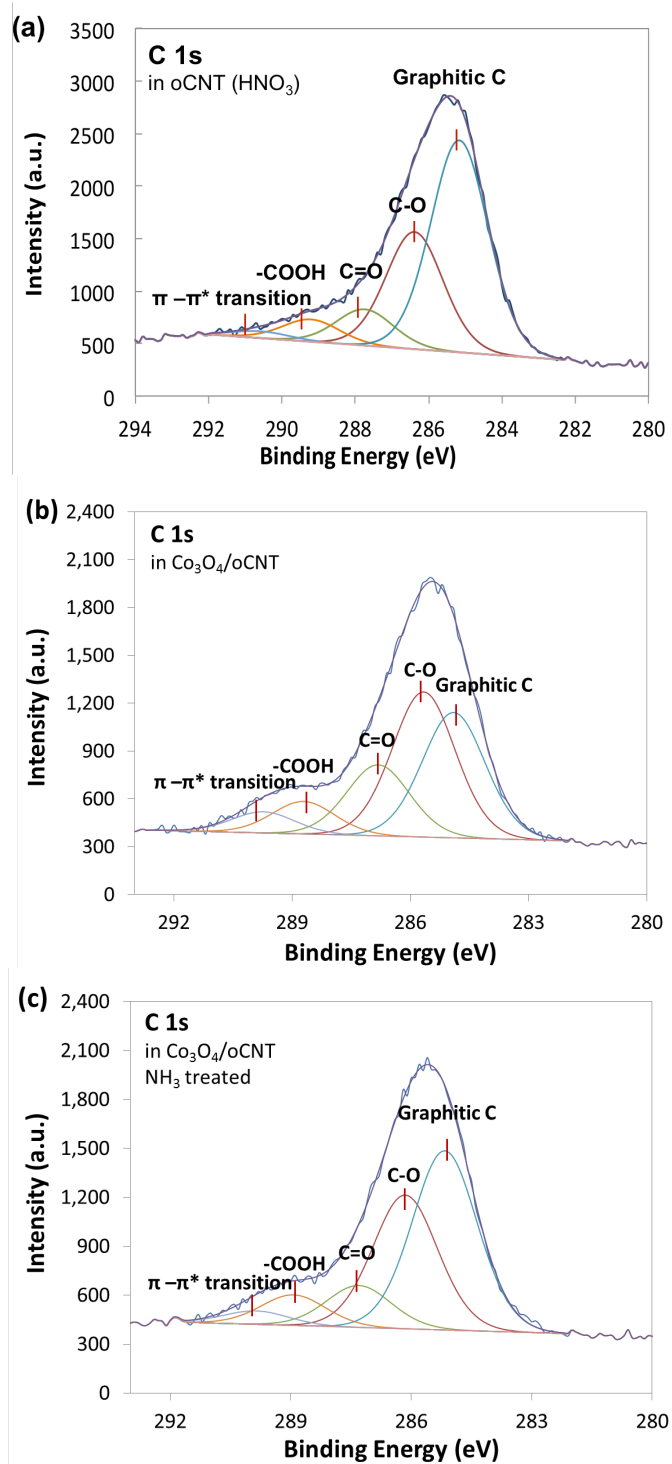 (a)
C 1s
in oCNT (HNO₃)
Graphitic C
C-O
-COOH
C=O
π –π* transition
Intensity (a.u.)
3500
3000
2500
2000
1500
1000
500
0
294 292 290 288 286 284 282 280
Binding Energy (eV)
(b)
C 1s
in Co₃O₄/oCNT
C-O
Graphitic C
C=O
-COOH
π –π* transition
Intensity (a.u.)
2,400
2,100
1,800
1,500
1,200
900
600
300
0
292 289 286 283 280
Binding Energy (eV)
(c)
C 1s
in Co₃O₄/oCNT
NH₃ treated
Graphitic C
C-O
C=O
-COOH
π –π* transition
Intensity (a.u.)
2,400
2,100
1,800
1,500
1,200
900
600
300
0
292 289 286 283 280
Binding Energy (eV)